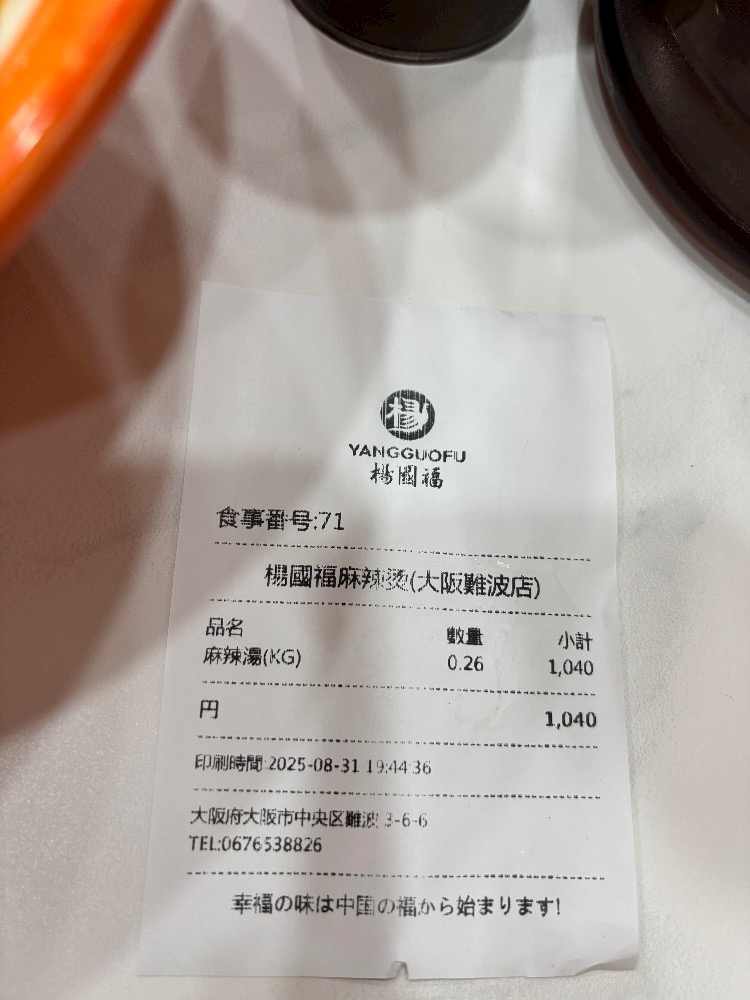 楊
YANGGUOFU
楊國福
食事番号:71
楊國福麻辣烫(大阪難波店)
品名 數量 小計
麻辣湯(KG) 0.26 1,040
円 1,040
印刷時間:2025-08-31 19:44:36
大阪府大阪市中央区難波 3-6-6
TEL:0676538826
幸福の味は中国の福から始まります!